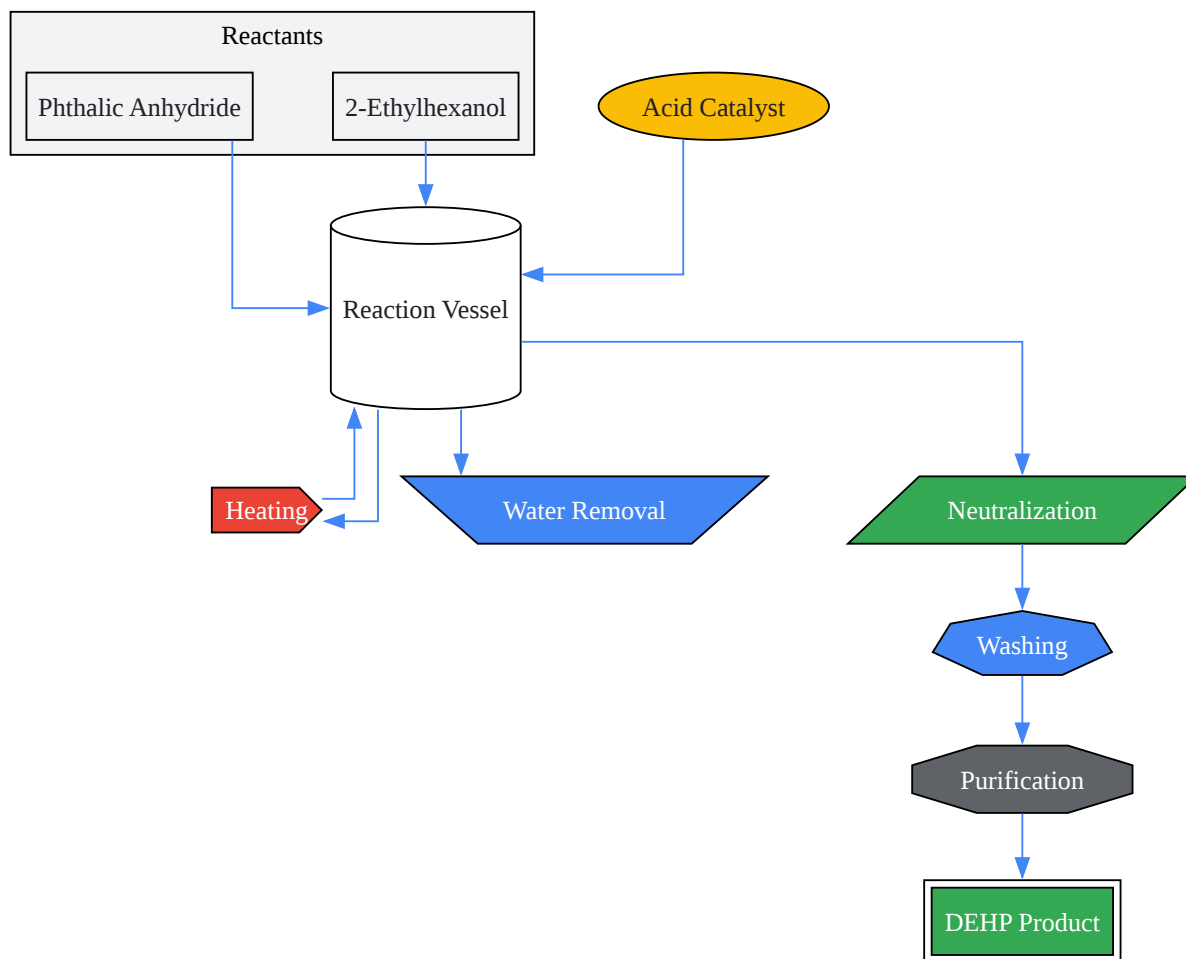 Reactants
Phthalic Anhydride
2-Ethylhexanol
Acid Catalyst
Reaction Vessel
Heating
Water Removal
Neutralization
Washing
Purification
DEHP Product